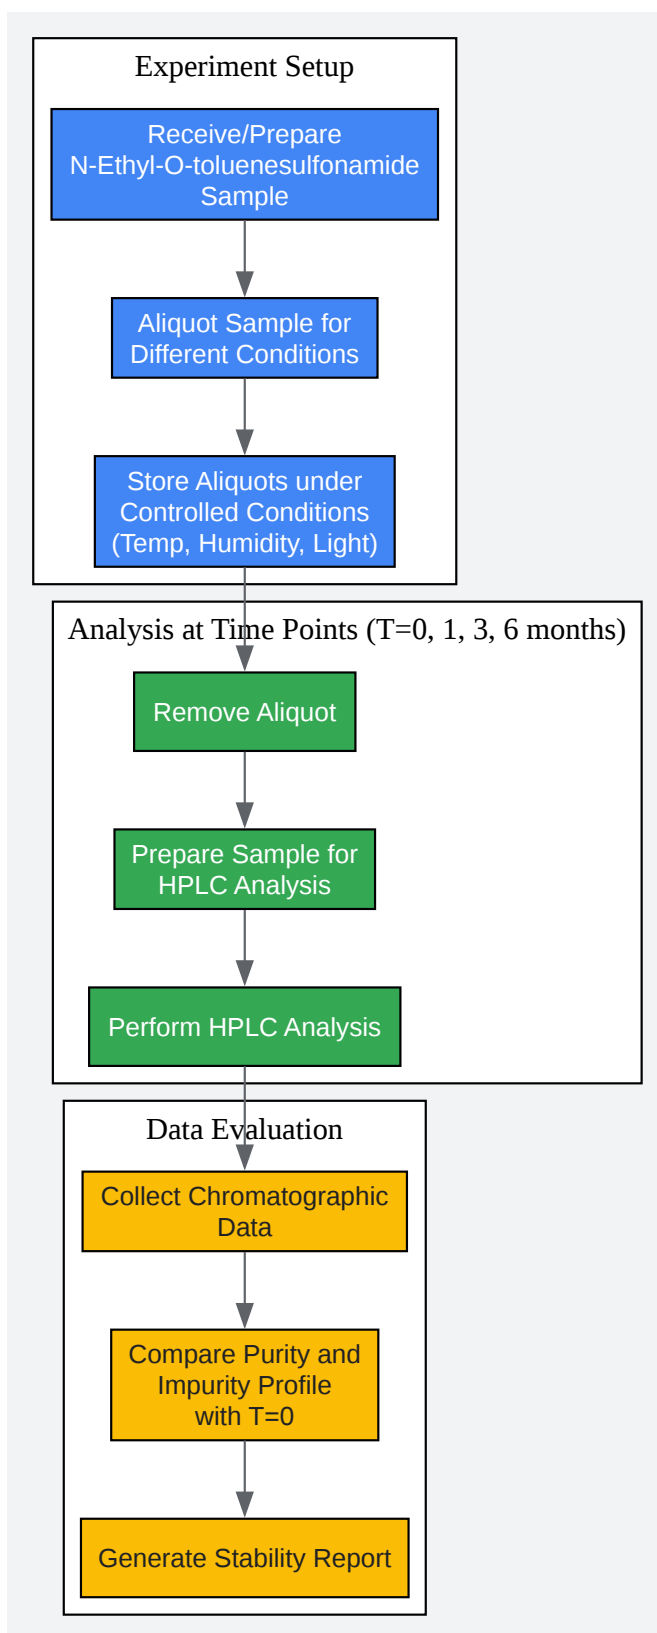 Experiment Setup
Receive/Prepare
N-Ethyl-O-toluenesulfonamide
Sample
Aliquot Sample for
Different Conditions
Store Aliquots under
Controlled Conditions
(Temp, Humidity, Light)
Analysis at Time Points (T=0, 1, 3, 6 months)
Remove Aliquot
Prepare Sample for
HPLC Analysis
Perform HPLC Analysis
Data Evaluation
Collect Chromatographic
Data
Compare Purity and
Impurity Profile
with T=0
Generate Stability Report